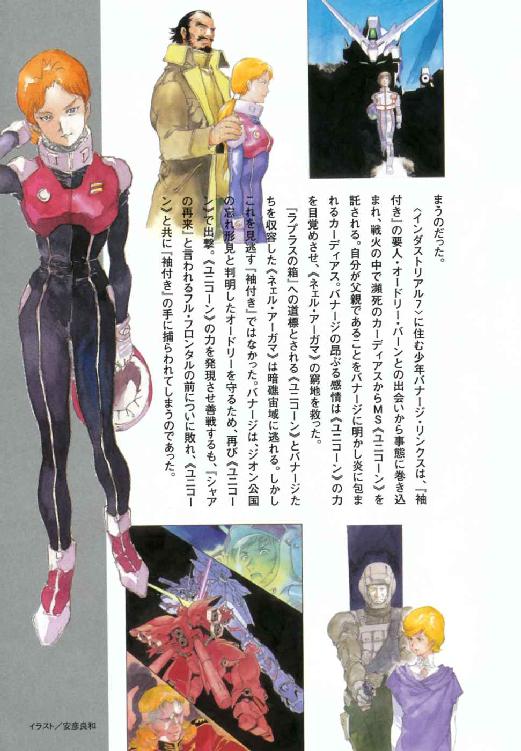 まうのだった。
〈インダストリアル7〉に住む少年バナージ・リンクスは、『袖
付き』の要人・オードリー・バーンとの出会いから事態に巻き込
まれ、戦火の中で瀕死のカーディアスからMS《ユニコーン》を
託される。自分が父親であることをバナージに明かし炎に包ま
れるカーディアス。バナージの昂ぶる感情は《ユニコーン》の力
を目覚めさせ、《ネェル・アーガマ》の窮地を救った。
『ラプラスの箱』への道標とされる《ユニコーン》とバナージた
ちを収容した《ネェル・アーガマ》は暗礁宙域に逃れる。しかし
これを見逃す『袖付き』ではなかった。バナージは、ジオン公国
の忘れ形見と判明したオードリーを守るため、再び《ユニコー
ン》で出撃。《ユニコーン》の力を発現させ善戦するも、『シャア
の再来』と言われるフル・フロンタルの前についに敗れ、《ユニコー
ン》と共に『袖付き』の手に捕らわれてしまうのであった。
イラスト／安彦良和